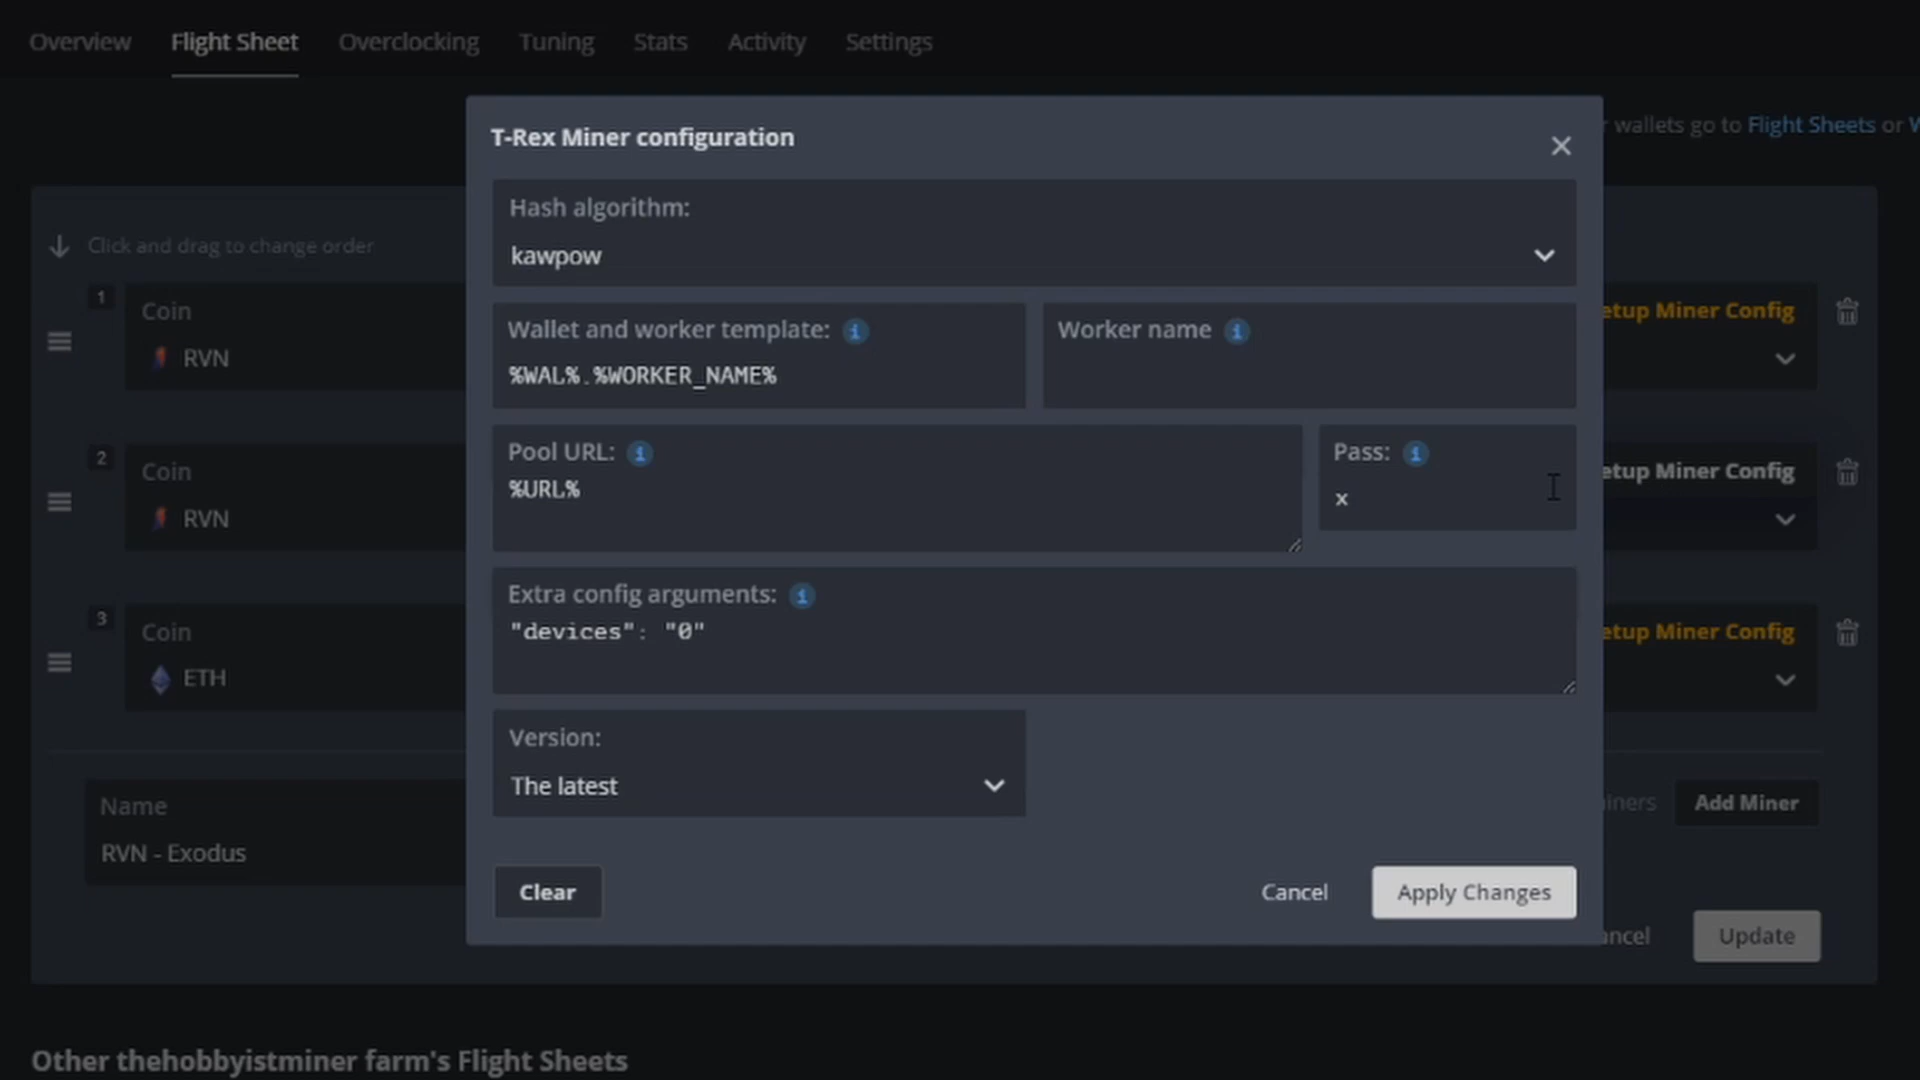 Overview Flight Sheet Overclocking Tuning Stats Activity Settings
wallets go to Flight Sheets or
T-Rex Miner configuration
Hash algorithm:
kawpow
Click and drag to change order
1
Coin
RVN
etup Miner Config
Wallet and worker template:
%WAL%.%WORKER_NAME%
Worker name
Pool URL:
%URL%
Pass:
x
2
Coin
RVN
etup Miner Config
Extra config arguments:
"devices": "0"
3
Coin
ETH
etup Miner Config
Version:
The latest
Name
RVN - Exodus
iners
Add Miner
Clear
Cancel
Apply Changes
ancel
Update
Other thehobbyistminer farm's Flight Sheets